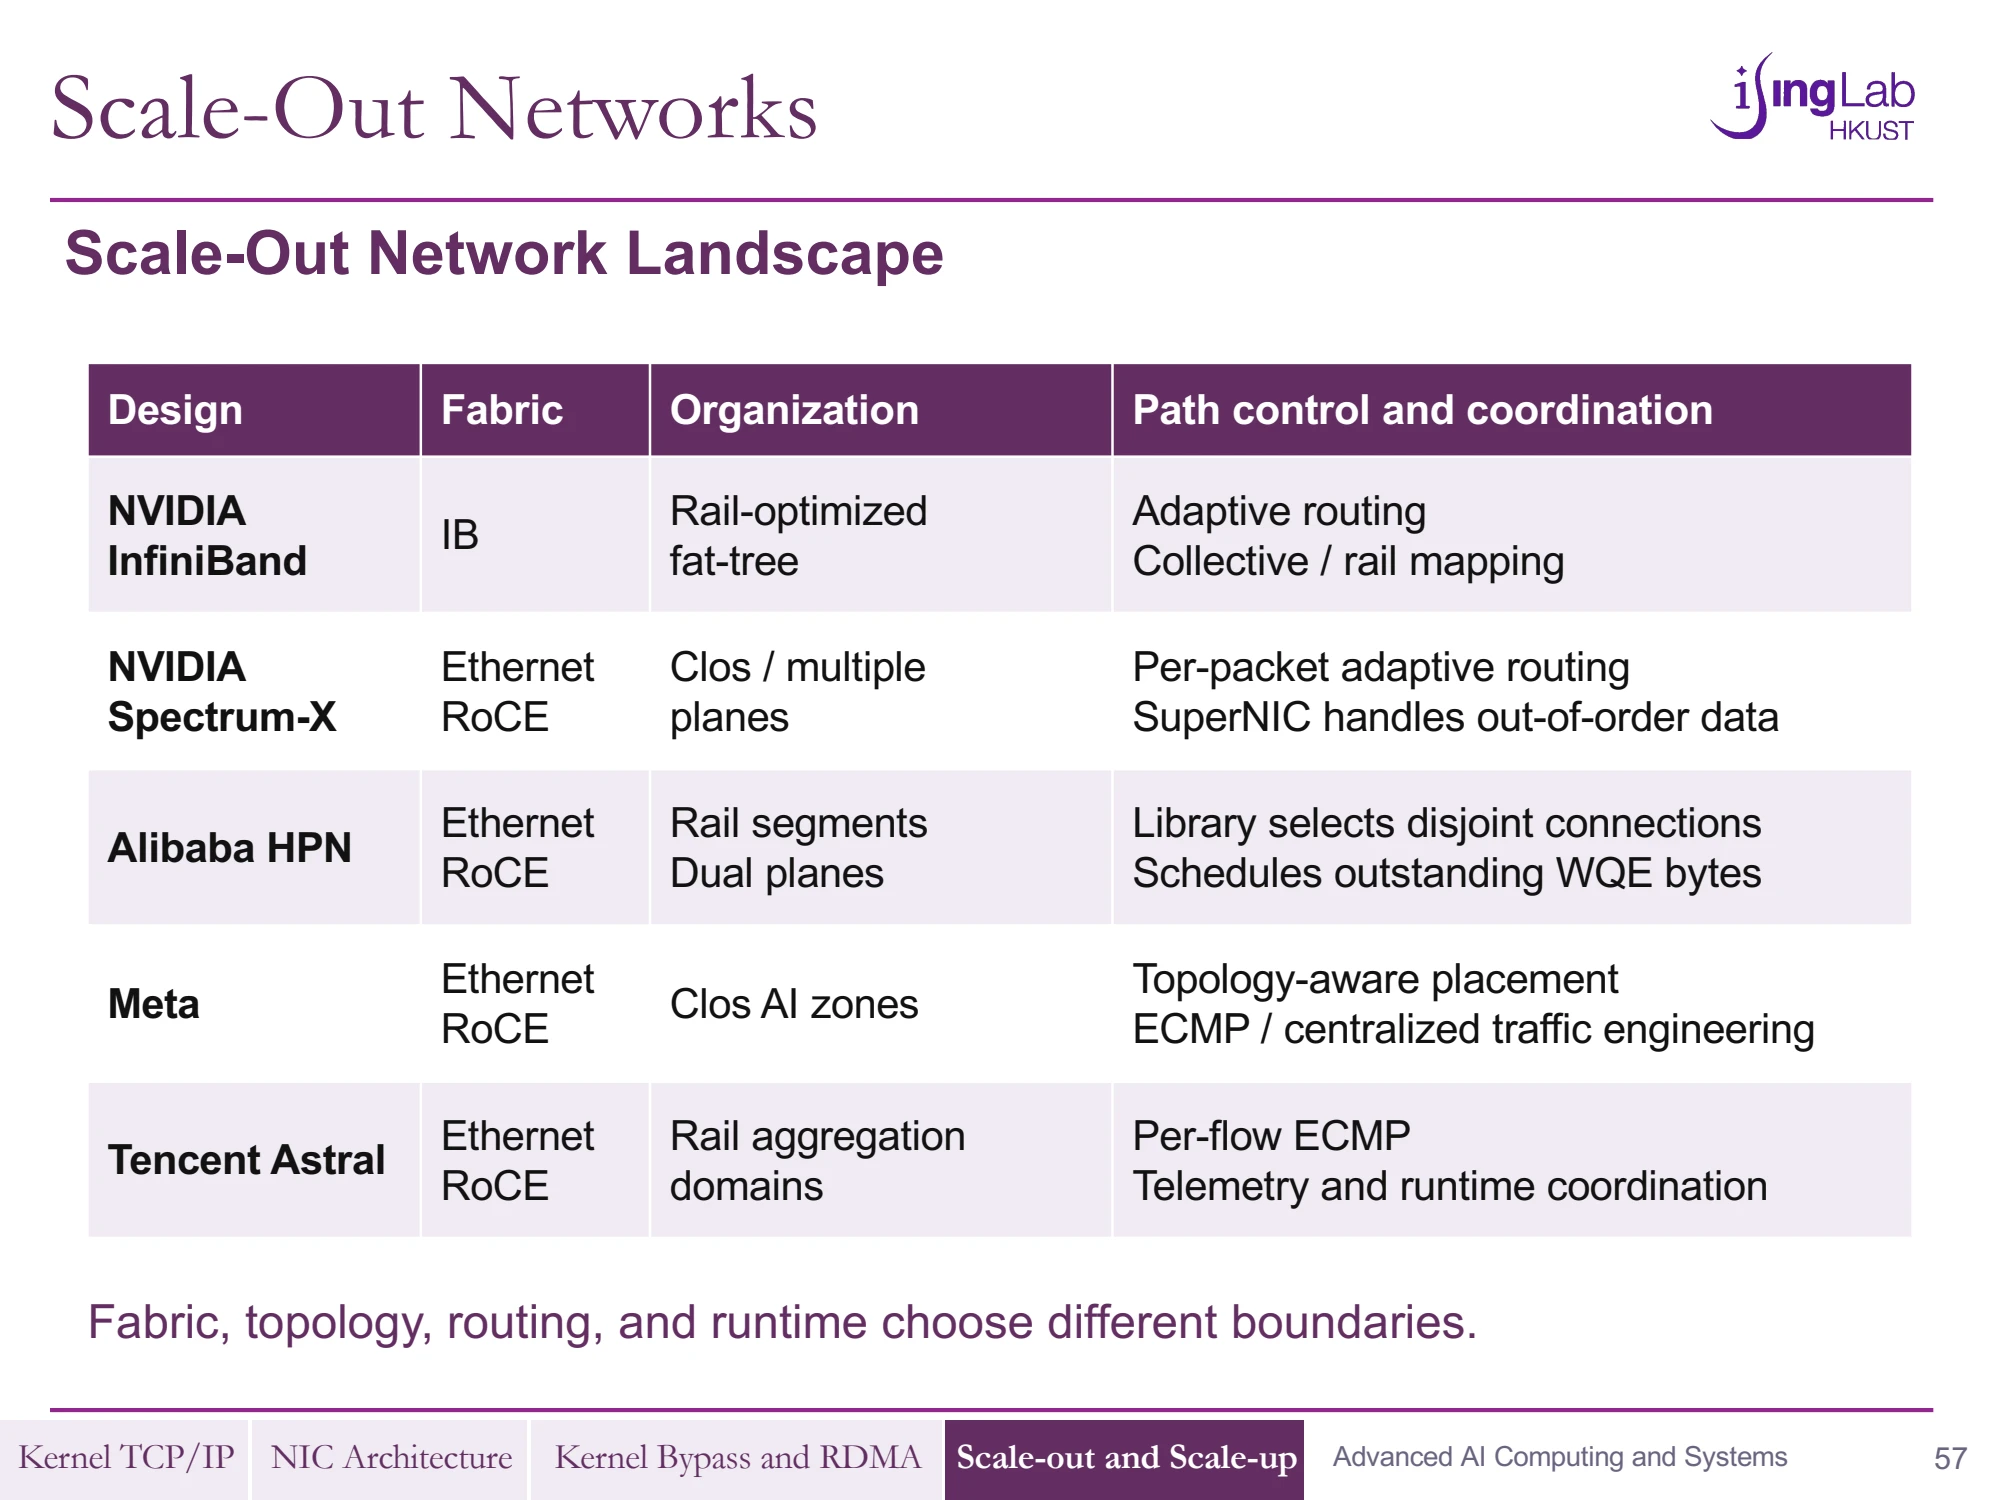 Scale-Out Networks
iSingLab
HKUST
Scale-Out Network Landscape
Design Fabric Organization Path control and coordination
NVIDIA
InfiniBand
IB
Rail-optimized
fat-tree
Adaptive routing
Collective / rail mapping
NVIDIA
Spectrum-X
Ethernet
RoCE
Clos / multiple
planes
Per-packet adaptive routing
SuperNIC handles out-of-order data
Alibaba HPN
Ethernet
RoCE
Rail segments
Dual planes
Library selects disjoint connections
Schedules outstanding WQE bytes
Meta
Ethernet
RoCE
Clos AI zones
Topology-aware placement
ECMP / centralized traffic engineering
Tencent Astral
Ethernet
RoCE
Rail aggregation
domains
Per-flow ECMP
Telemetry and runtime coordination
Fabric, topology, routing, and runtime choose different boundaries.
Kernel TCP/IP NIC Architecture Kernel Bypass and RDMA Scale-out and Scale-up Advanced AI Computing and Systems 57